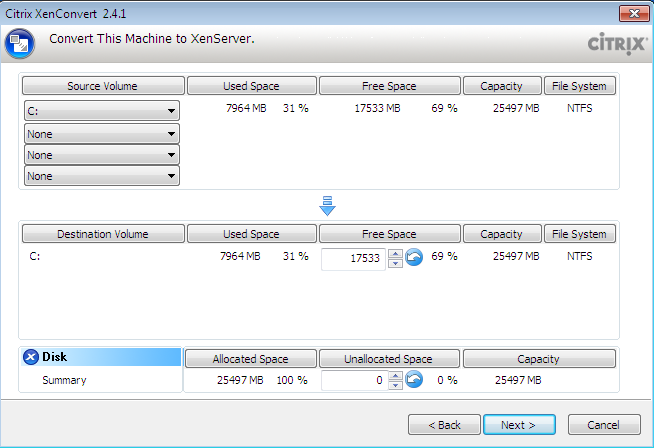 Citrix XenConvert 2.4.1
Convert This Machine to XenServer.
CITRIX
Source Volume Used Space Free Space Capacity File System
C: 7964 MB 31 % 17533 MB 69 % 25497 MB NTFS
None
None
None
Destination Volume Used Space Free Space Capacity File System
C: 7964 MB 31 % 17533 69 % 25497 MB NTFS
Disk Allocated Space Unallocated Space Capacity
Summary 25497 MB 100 % 0 0 % 25497 MB
< Back Next > Cancel